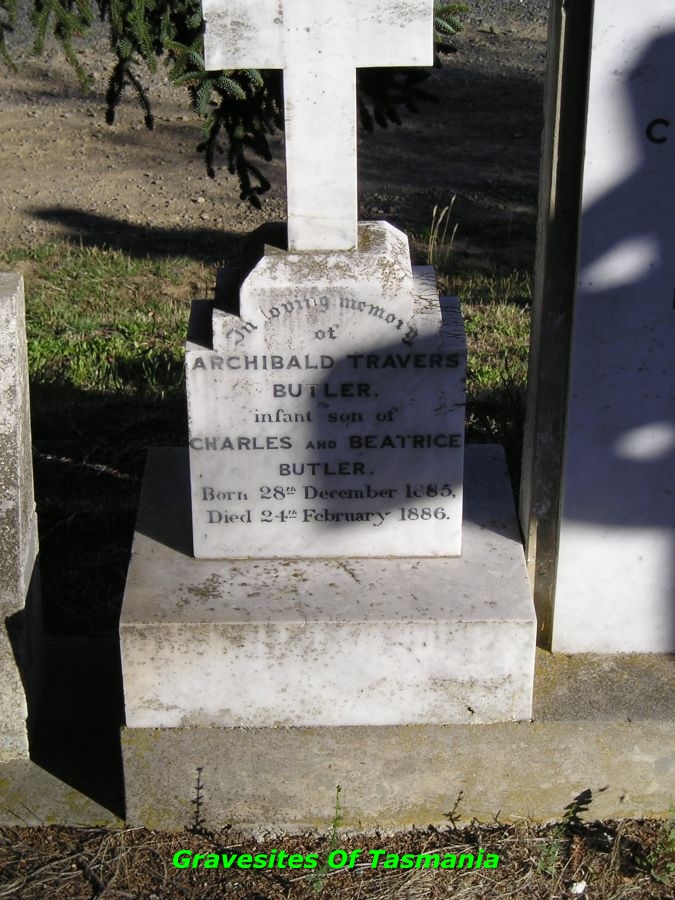 In loving memory
of
ARCHIBALD TRAVERS
BUTLER.
infant son of
CHARLES AND BEATRICE
BUTLER.
Born 28th December 1885.
Died 24th February 1886.
C
Gravesites Of Tasmania